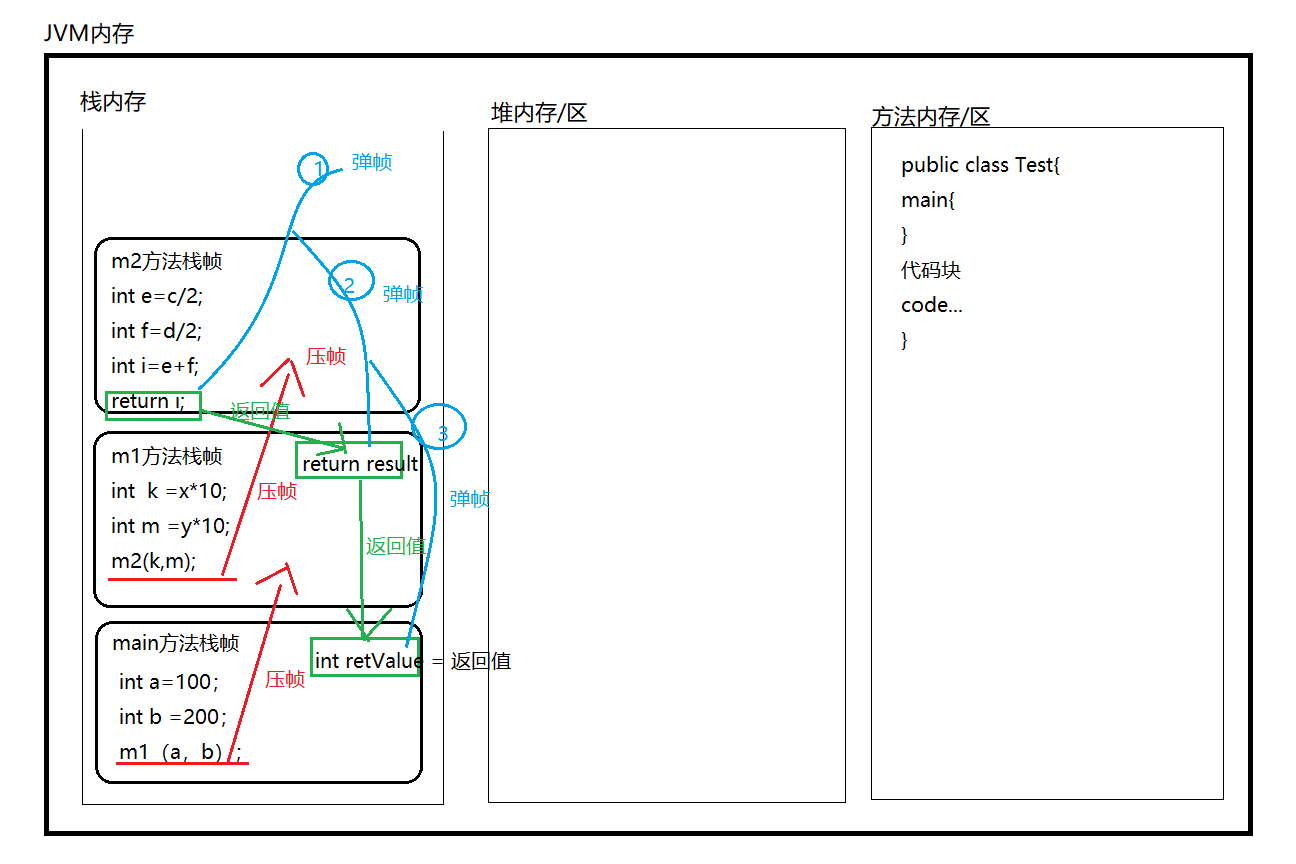 JVM内存
栈内存
堆内存/区
方法内存/区
1
弹帧
2
弹帧
m2方法栈帧
int e=c/2;
int f=d/2;
int i=e+f;
return i;
压帧
返回值
3
m1方法栈帧
int  k =x*10;
int m =y*10;
m2(k,m);
return result
压帧
弹帧
返回值
main方法栈帧
int a=100；
int b =200；
m1（a，b）；
int retValue = 返回值
压帧
public class Test{
main{
}
代码块
code...
}